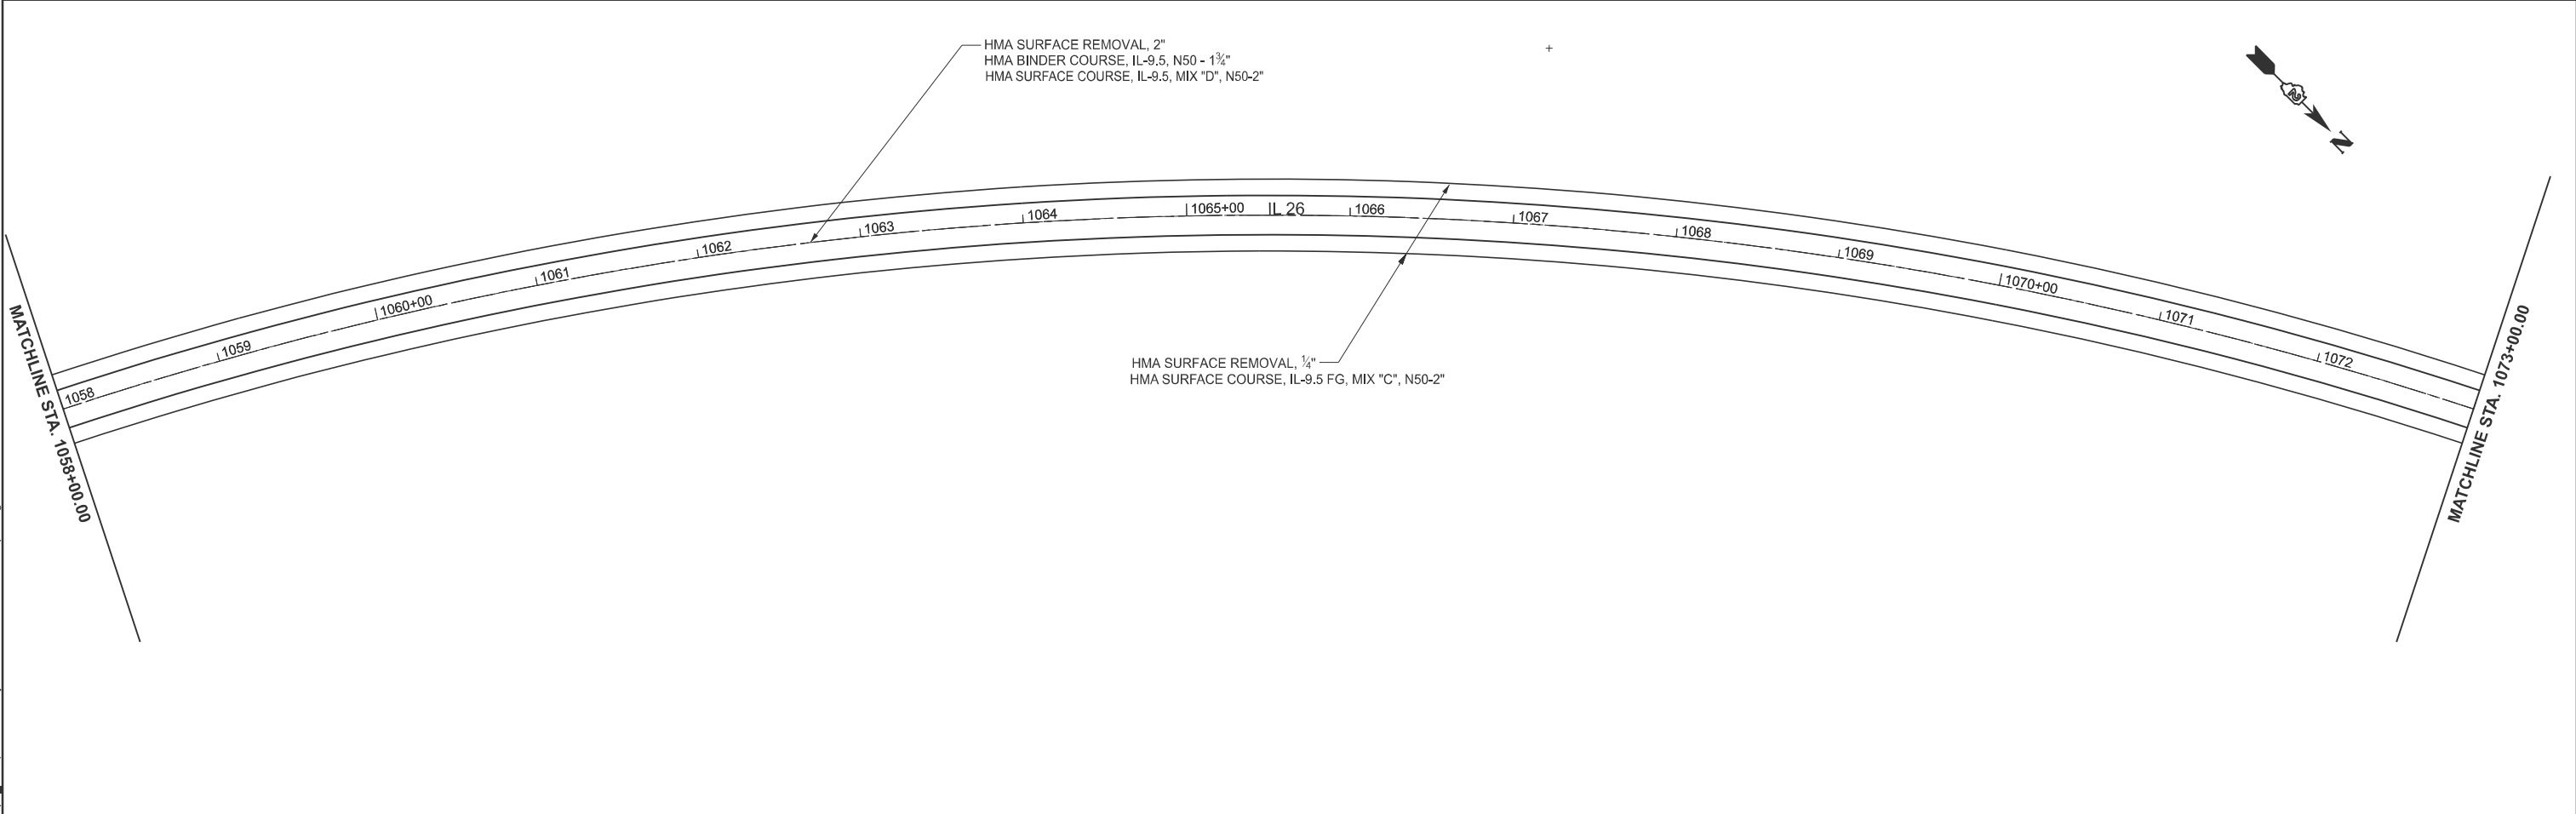 HMA SURFACE REMOVAL, 2"
HMA BINDER COURSE, IL-9.5, N50 - 1¾"
HMA SURFACE COURSE, IL-9.5, MIX "D", N50-2"
N
1058
1059
1060+00
1061
1062
1063
1064
1065+00
IL 26
1066
1067
1068
1069
1070+00
1071
1072
MATCHLINE STA. 1058+00.00
MATCHLINE STA. 1073+00.00
HMA SURFACE REMOVAL, ¼"
HMA SURFACE COURSE, IL-9.5 FG, MIX "C", N50-2"